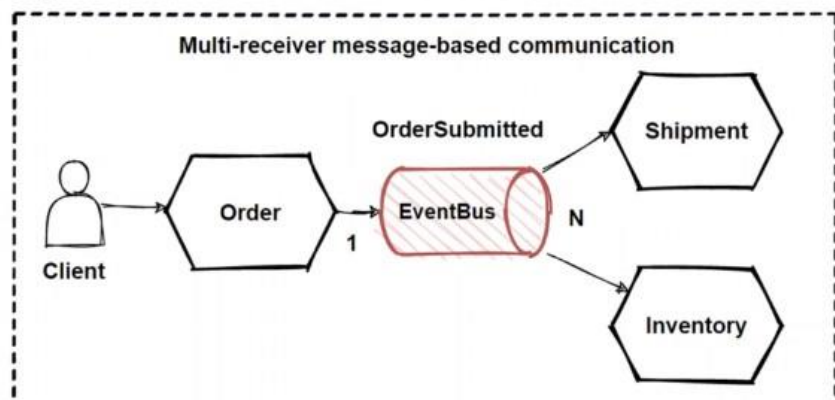 Multi-receiver message-based communication
OrderSubmitted
Shipment
Order
EventBus
N
1
Client
Inventory